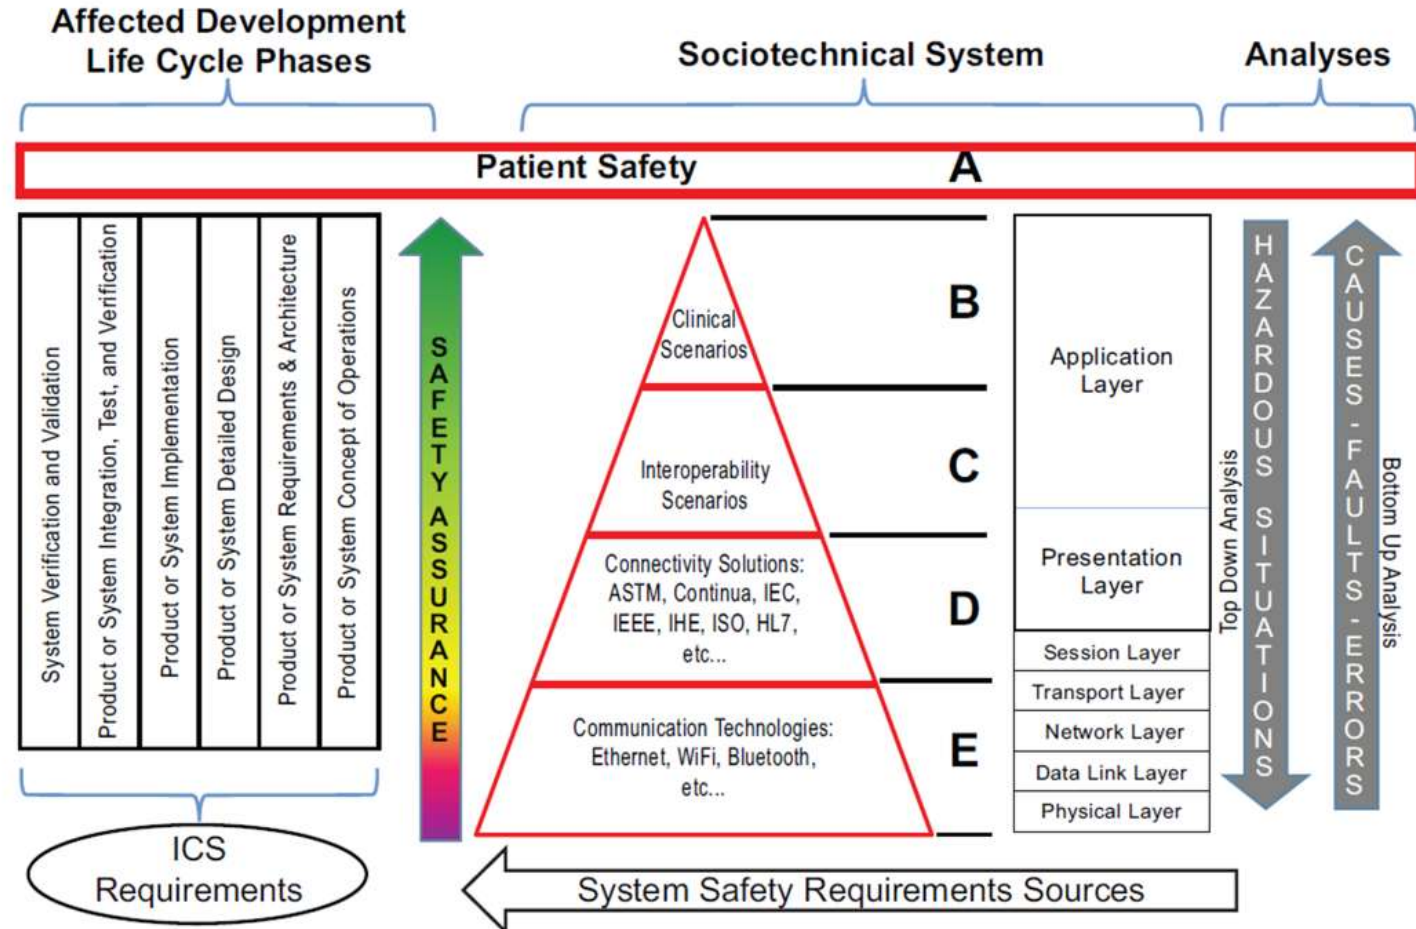 Affected Development
Life Cycle Phases
Sociotechnical System
Analyses
Patient Safety
A
System Verification and Validation
Product or System Integration, Test, and Verification
Product or System Implementation
Product or System Detailed Design
Product or System Requirements & Architecture
Product or System Concept of Operations
SAFETY ASSURANCE
Clinical
Scenarios
B
Interoperability
Scenarios
C
Connectivity Solutions:
ASTM, Continua, IEC,
IEEE, IHE, ISO, HL7,
etc...
D
Communication Technologies:
Ethernet, WiFi, Bluetooth,
etc...
E
Application
Layer
Presentation
Layer
Session Layer
Transport Layer
Network Layer
Data Link Layer
Physical Layer
Top Down Analysis
HAZARDOUS SITUATIONS
CAUSES-FAULTS-ERRORS
Bottom Up Analysis
ICS
Requirements
System Safety Requirements Sources